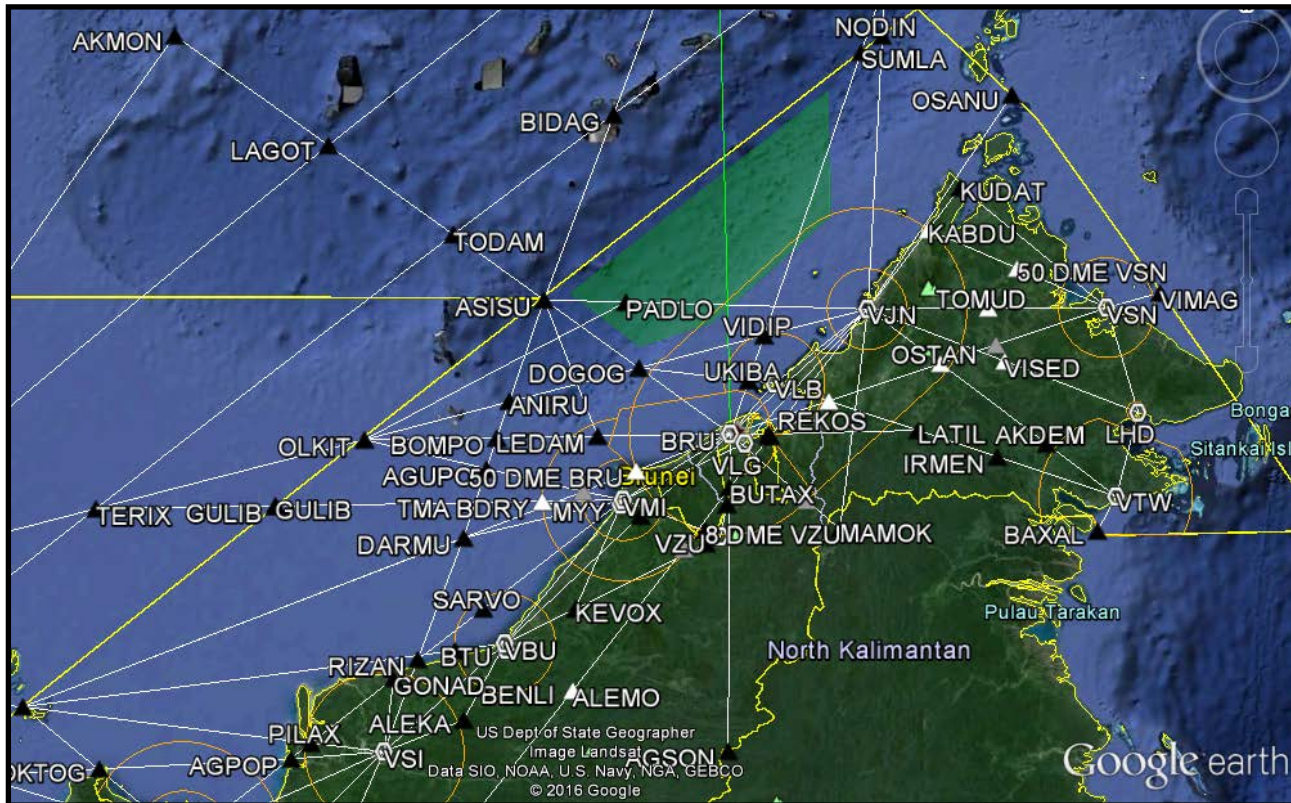 NODIN
AKMON
SUMLA
OSANU
BIDAG
LAGOT
KUDAT
TODAM
KABDU
50 DME VSN
ASISU
PADLO
TOMUD
VIMAG
VJN
VSN
VIDIP
OSTAN
VISED
DOGOG
UKIBA
VLB
ANIRU
REKOS
Bonga
OLKIT
BOMPO
LEDAM
BRU
LATIL
AKDEM
LHD
Sitankai Isl
VLG
IRMEN
AGUPO
50 DME BRU
Brunei
BUTAX
VTW
TERIX
GULIB
GULIB
TMA BDRY
MYY
VMI
DARMU
VZU
8 DME VZU
MAMOK
BAXAL
SARVO
KEVOX
Pulau Tarakan
RIZAN
BTU
VBU
North Kalimantan
GONAD
BENLI
ALEMO
ALEKA
PILAX
US Dept of State Geographer
VSI
Image Landsat
AGSON
OKTOG
AGPOP
Data SIO, NOAA, U.S. Navy, NGA, GEBCO
© 2016 Google
Google earth